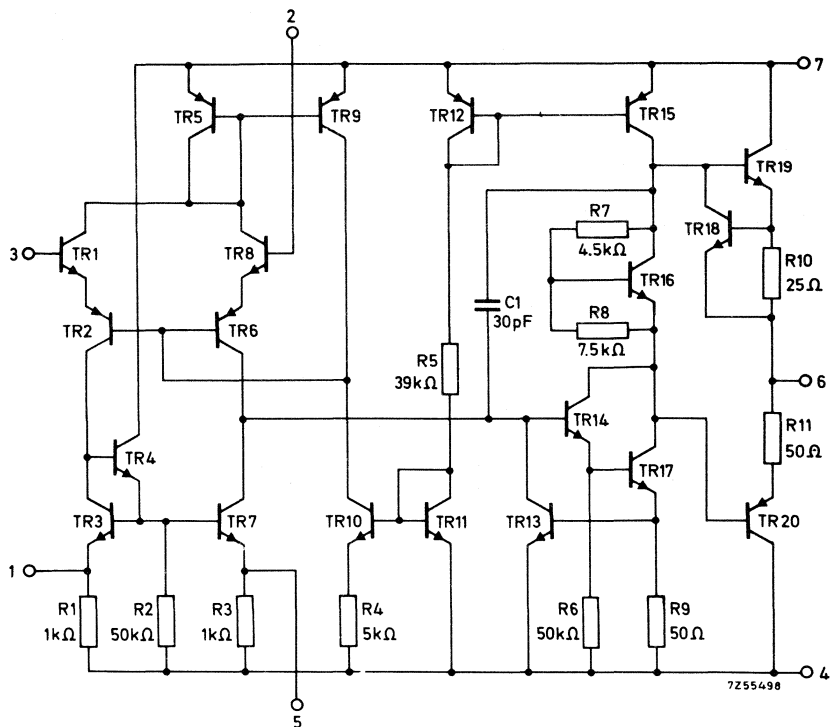 2
7
TR5
TR9
TR12
TR15
TR19
3
TR1
TR8
R7
4.5kΩ
TR18
R10
25Ω
TR16
TR2
TR6
C1
30pF
R8
7.5kΩ
R5
39kΩ
6
TR14
R11
50Ω
TR4
TR17
TR3
TR7
TR10
TR11
TR13
TR20
1
R1
1kΩ
R2
50kΩ
R3
1kΩ
R4
5kΩ
R6
50kΩ
R9
50Ω
7Z55498
4
5